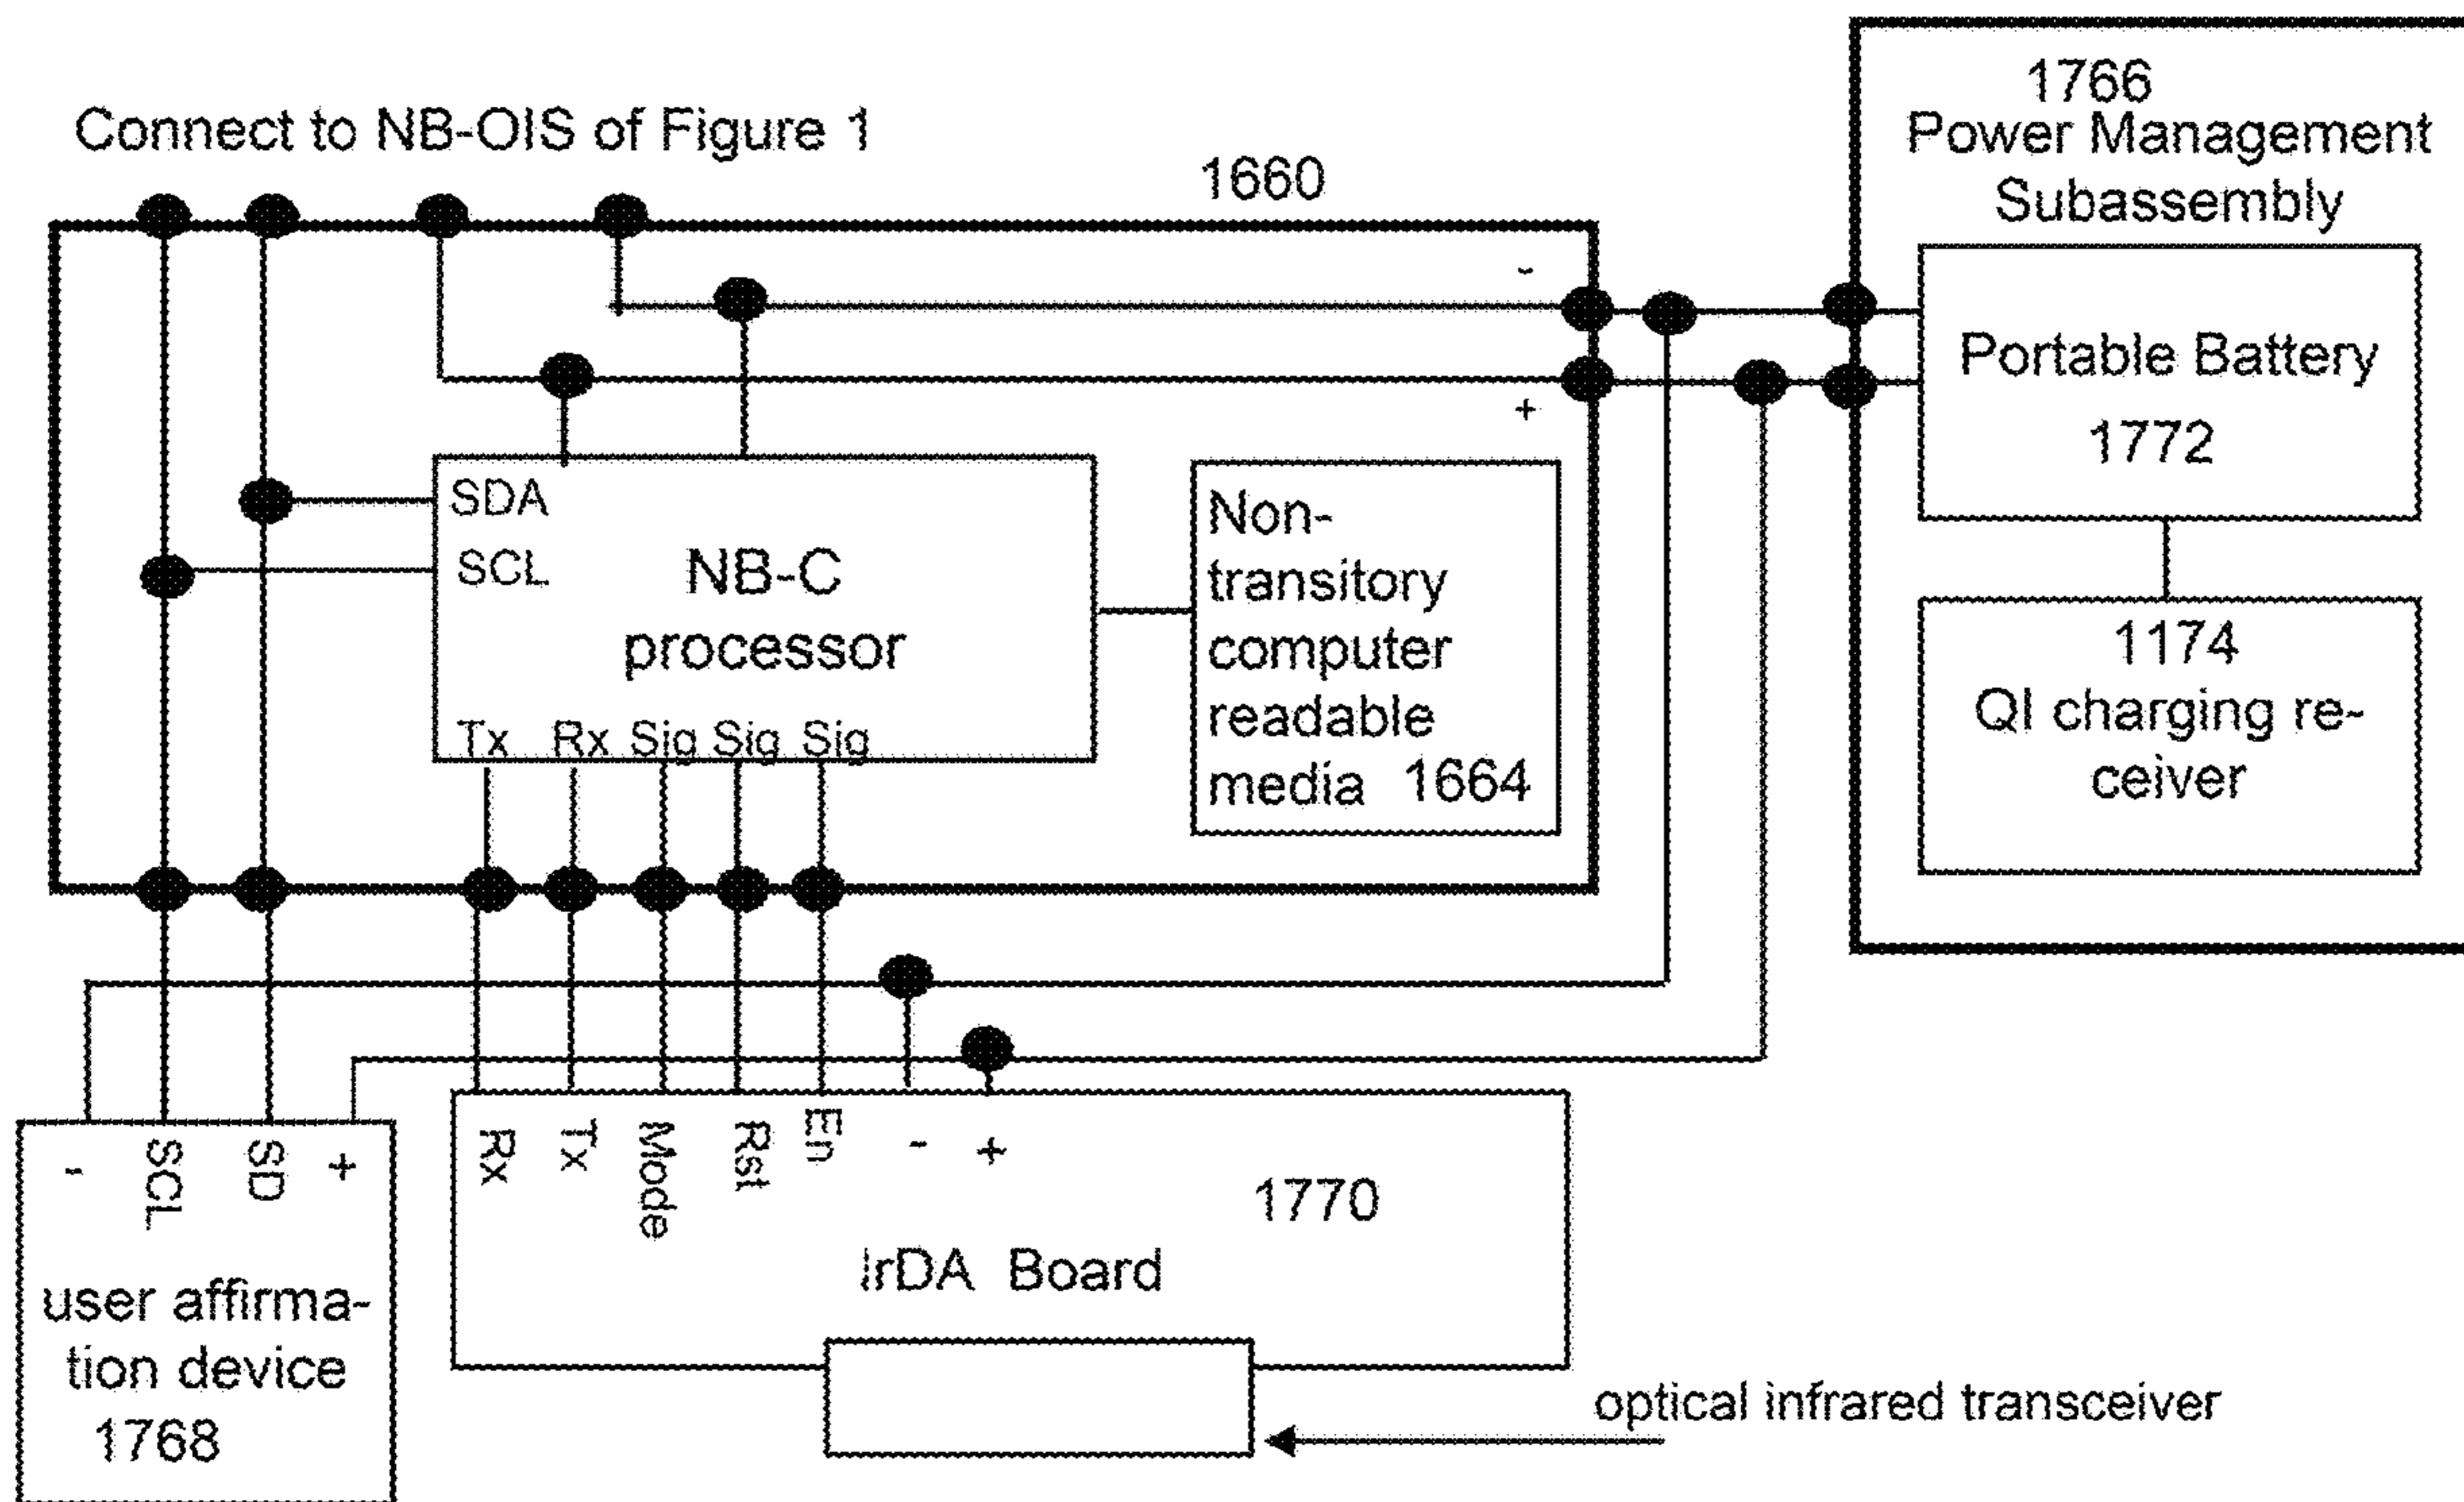 Connect to NB-OIS of Figure 1
1660
1766
Power Management
Subassembly
-
+
Portable Battery
1772
SDA
SCL
NB-C
processor
Tx Rx Sig Sig Sig
Non-
transitory
computer
readable
media 1664
1174
QI charging re-
ceiver
- SCL SD +
user affirma-
tion device
1768
Rx Tx Mode Rst En - +
1770
IrDA Board
optical infrared transceiver